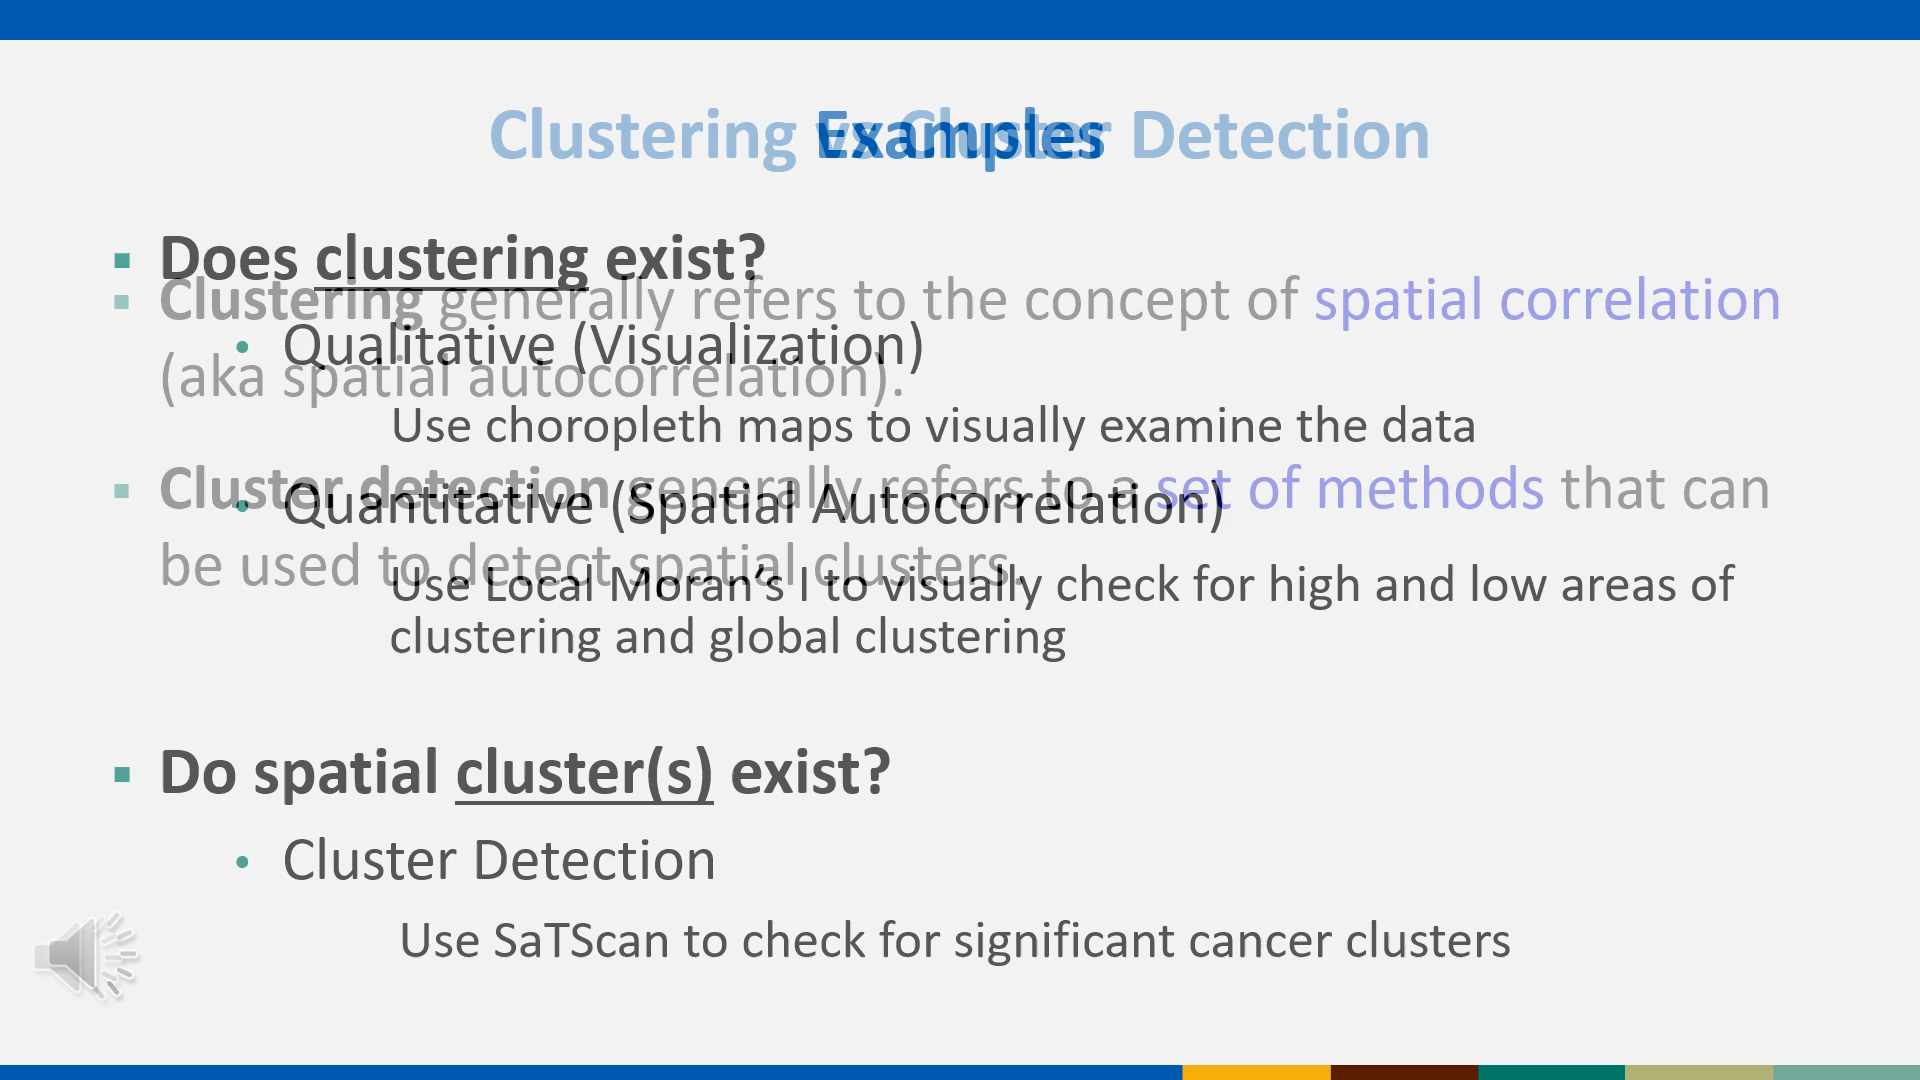 Clustering vs Cluster Detection
Examples
Does clustering exist?
Clustering generally refers to the concept of spatial correlation
Qualitative (Visualization)
(aka spatial autocorrelation).
Use choropleth maps to visually examine the data
Cluster detection generally refers to a set of methods that can
Quantitative (Spatial Autocorrelation)
be used to detect spatial clusters.
Use Local Moran’s I to visually check for high and low areas of
clustering and global clustering
Do spatial cluster(s) exist?
Cluster Detection
Use SaTScan to check for significant cancer clusters